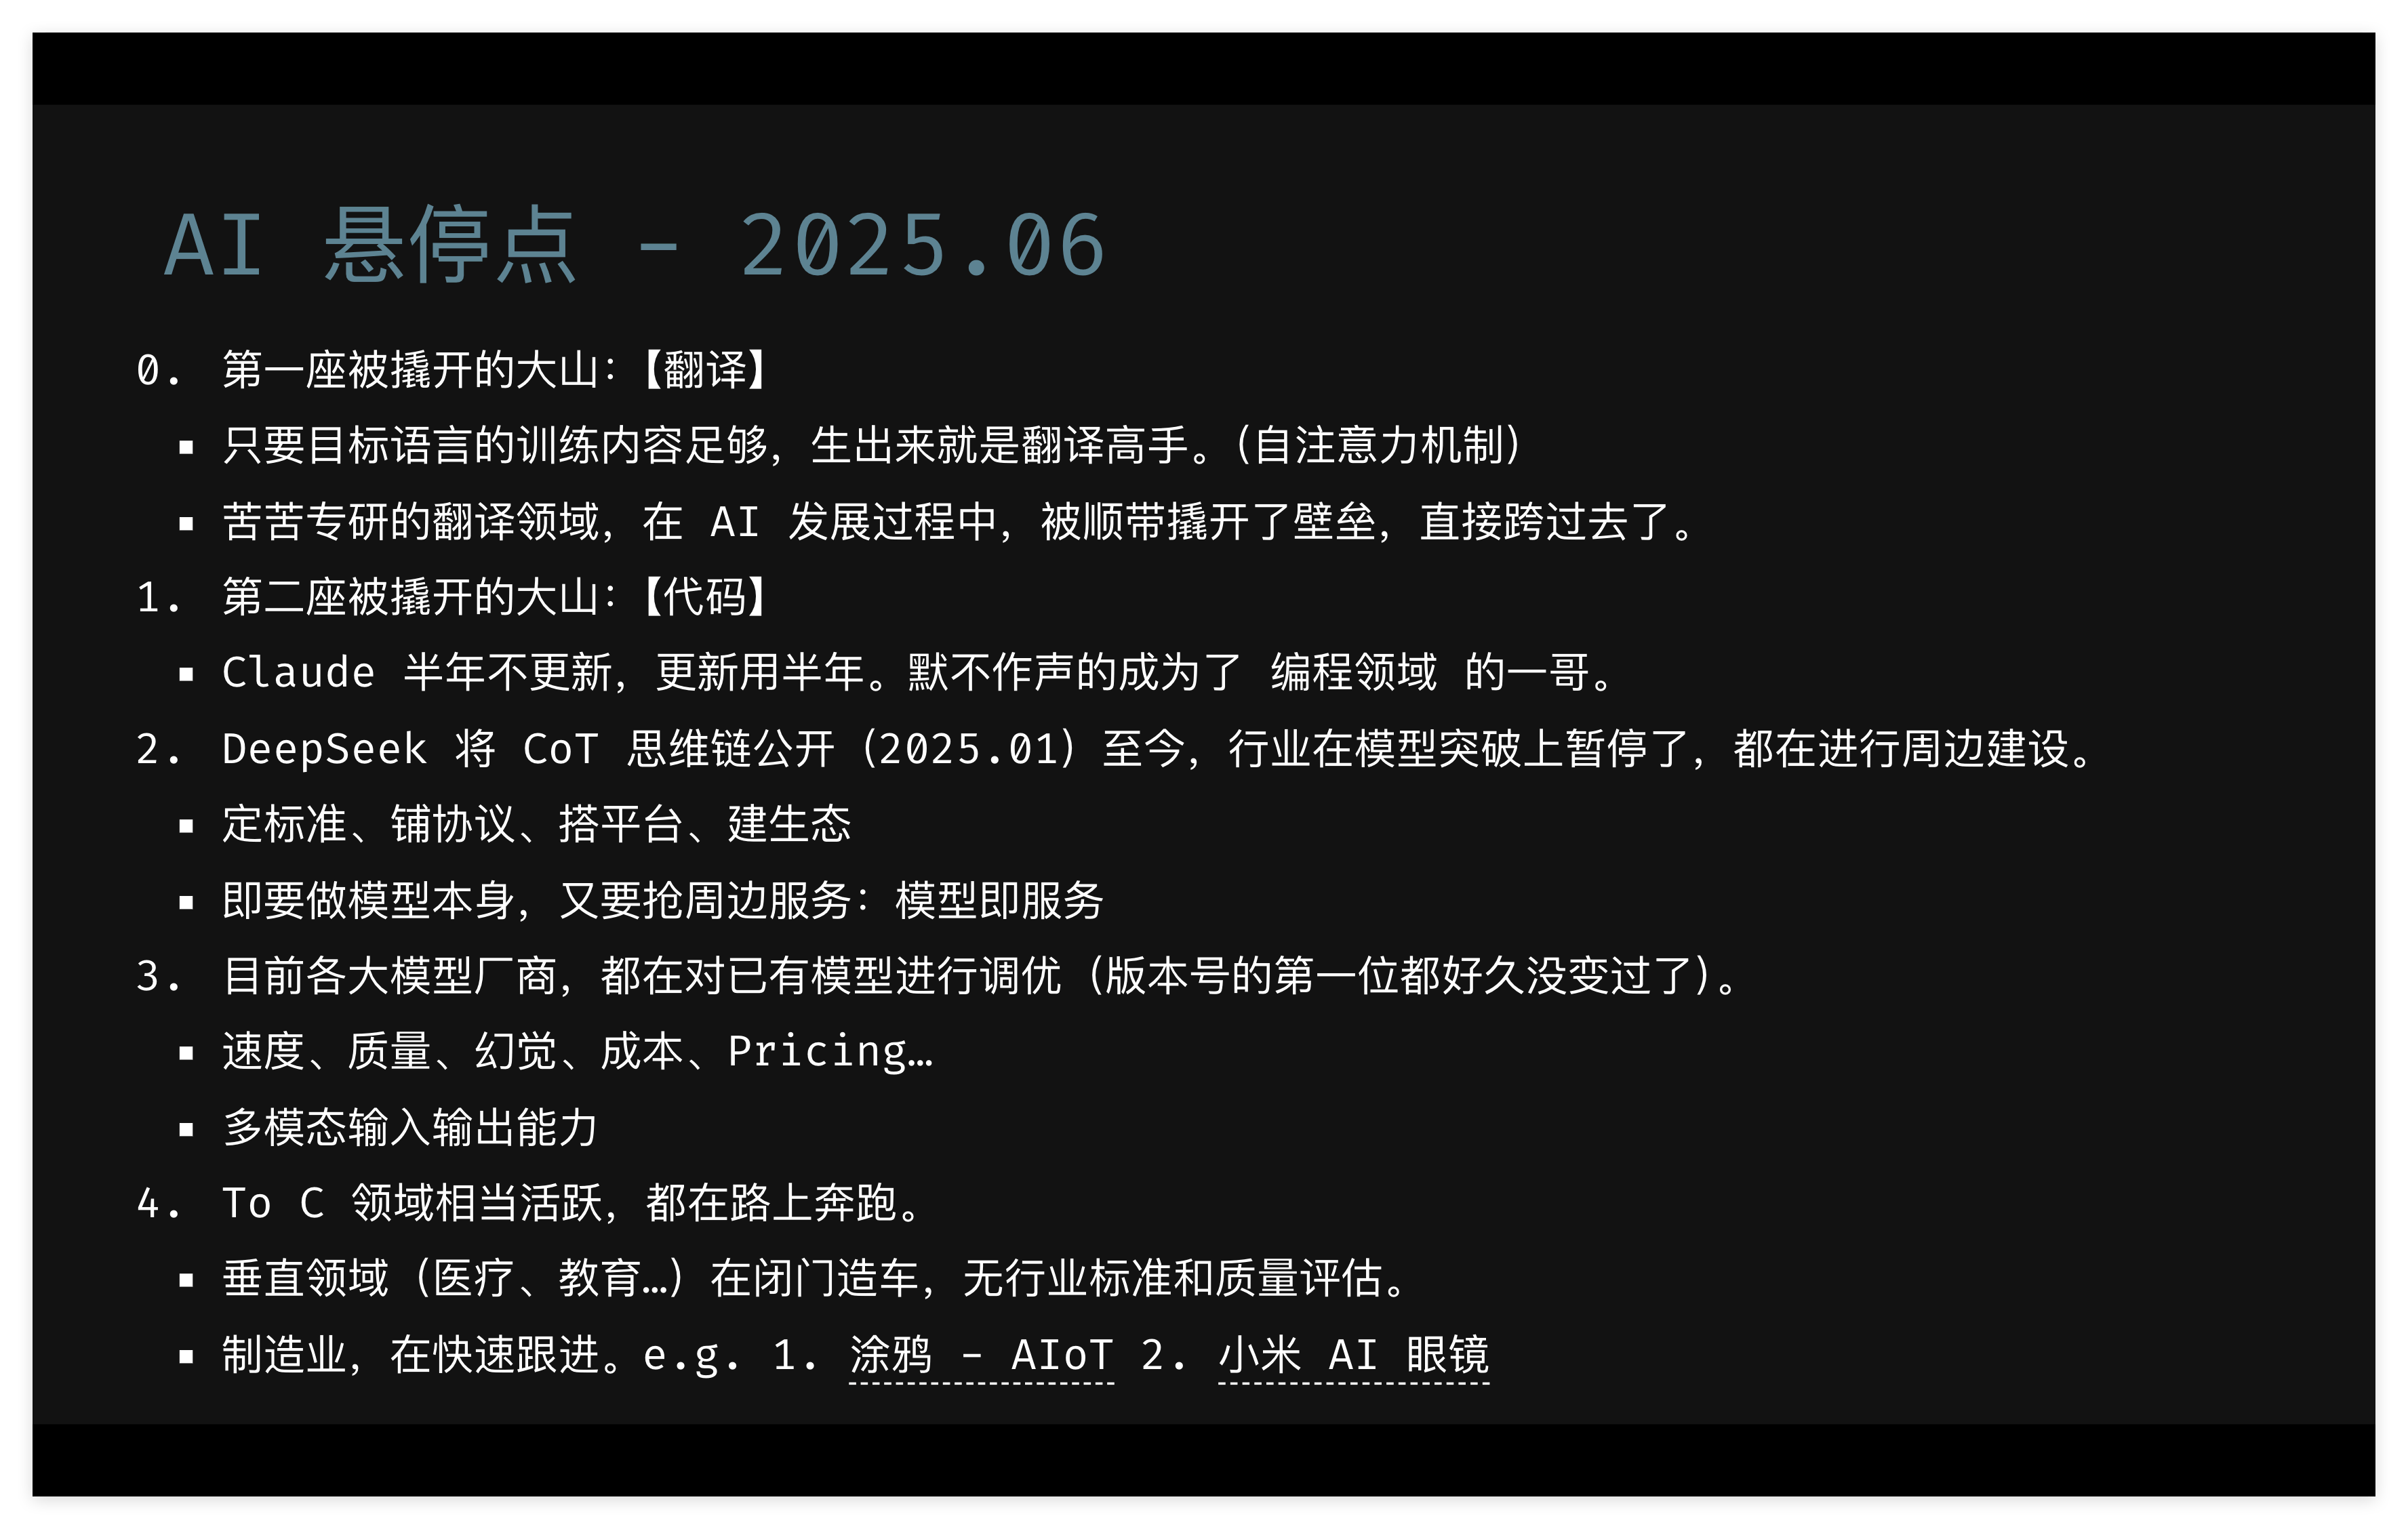 AI 悬停点 - 2025.06
0. 第一座被撬开的大山：【翻译】
▪ 只要目标语言的训练内容足够，生出来就是翻译高手。（自注意力机制）
▪ 苦苦专研的翻译领域，在 AI 发展过程中，被顺带撬开了壁垒，直接跨过去了。
1. 第二座被撬开的大山：【代码】
▪ Claude 半年不更新，更新用半年。默不作声的成为了 编程领域 的一哥。
2. DeepSeek 将 CoT 思维链公开（2025.01）至今，行业在模型突破上暂停了，都在进行周边建设。
▪ 定标准、铺协议、搭平台、建生态
▪ 即要做模型本身，又要抢周边服务：模型即服务
3. 目前各大模型厂商，都在对已有模型进行调优（版本号的第一位都好久没变过了）。
▪ 速度、质量、幻觉、成本、Pricing…
▪ 多模态输入输出能力
4. To C 领域相当活跃，都在路上奔跑。
▪ 垂直领域（医疗、教育…）在闭门造车，无行业标准和质量评估。
▪ 制造业，在快速跟进。e.g. 1. 涂鸦 - AIoT 2. 小米 AI 眼镜